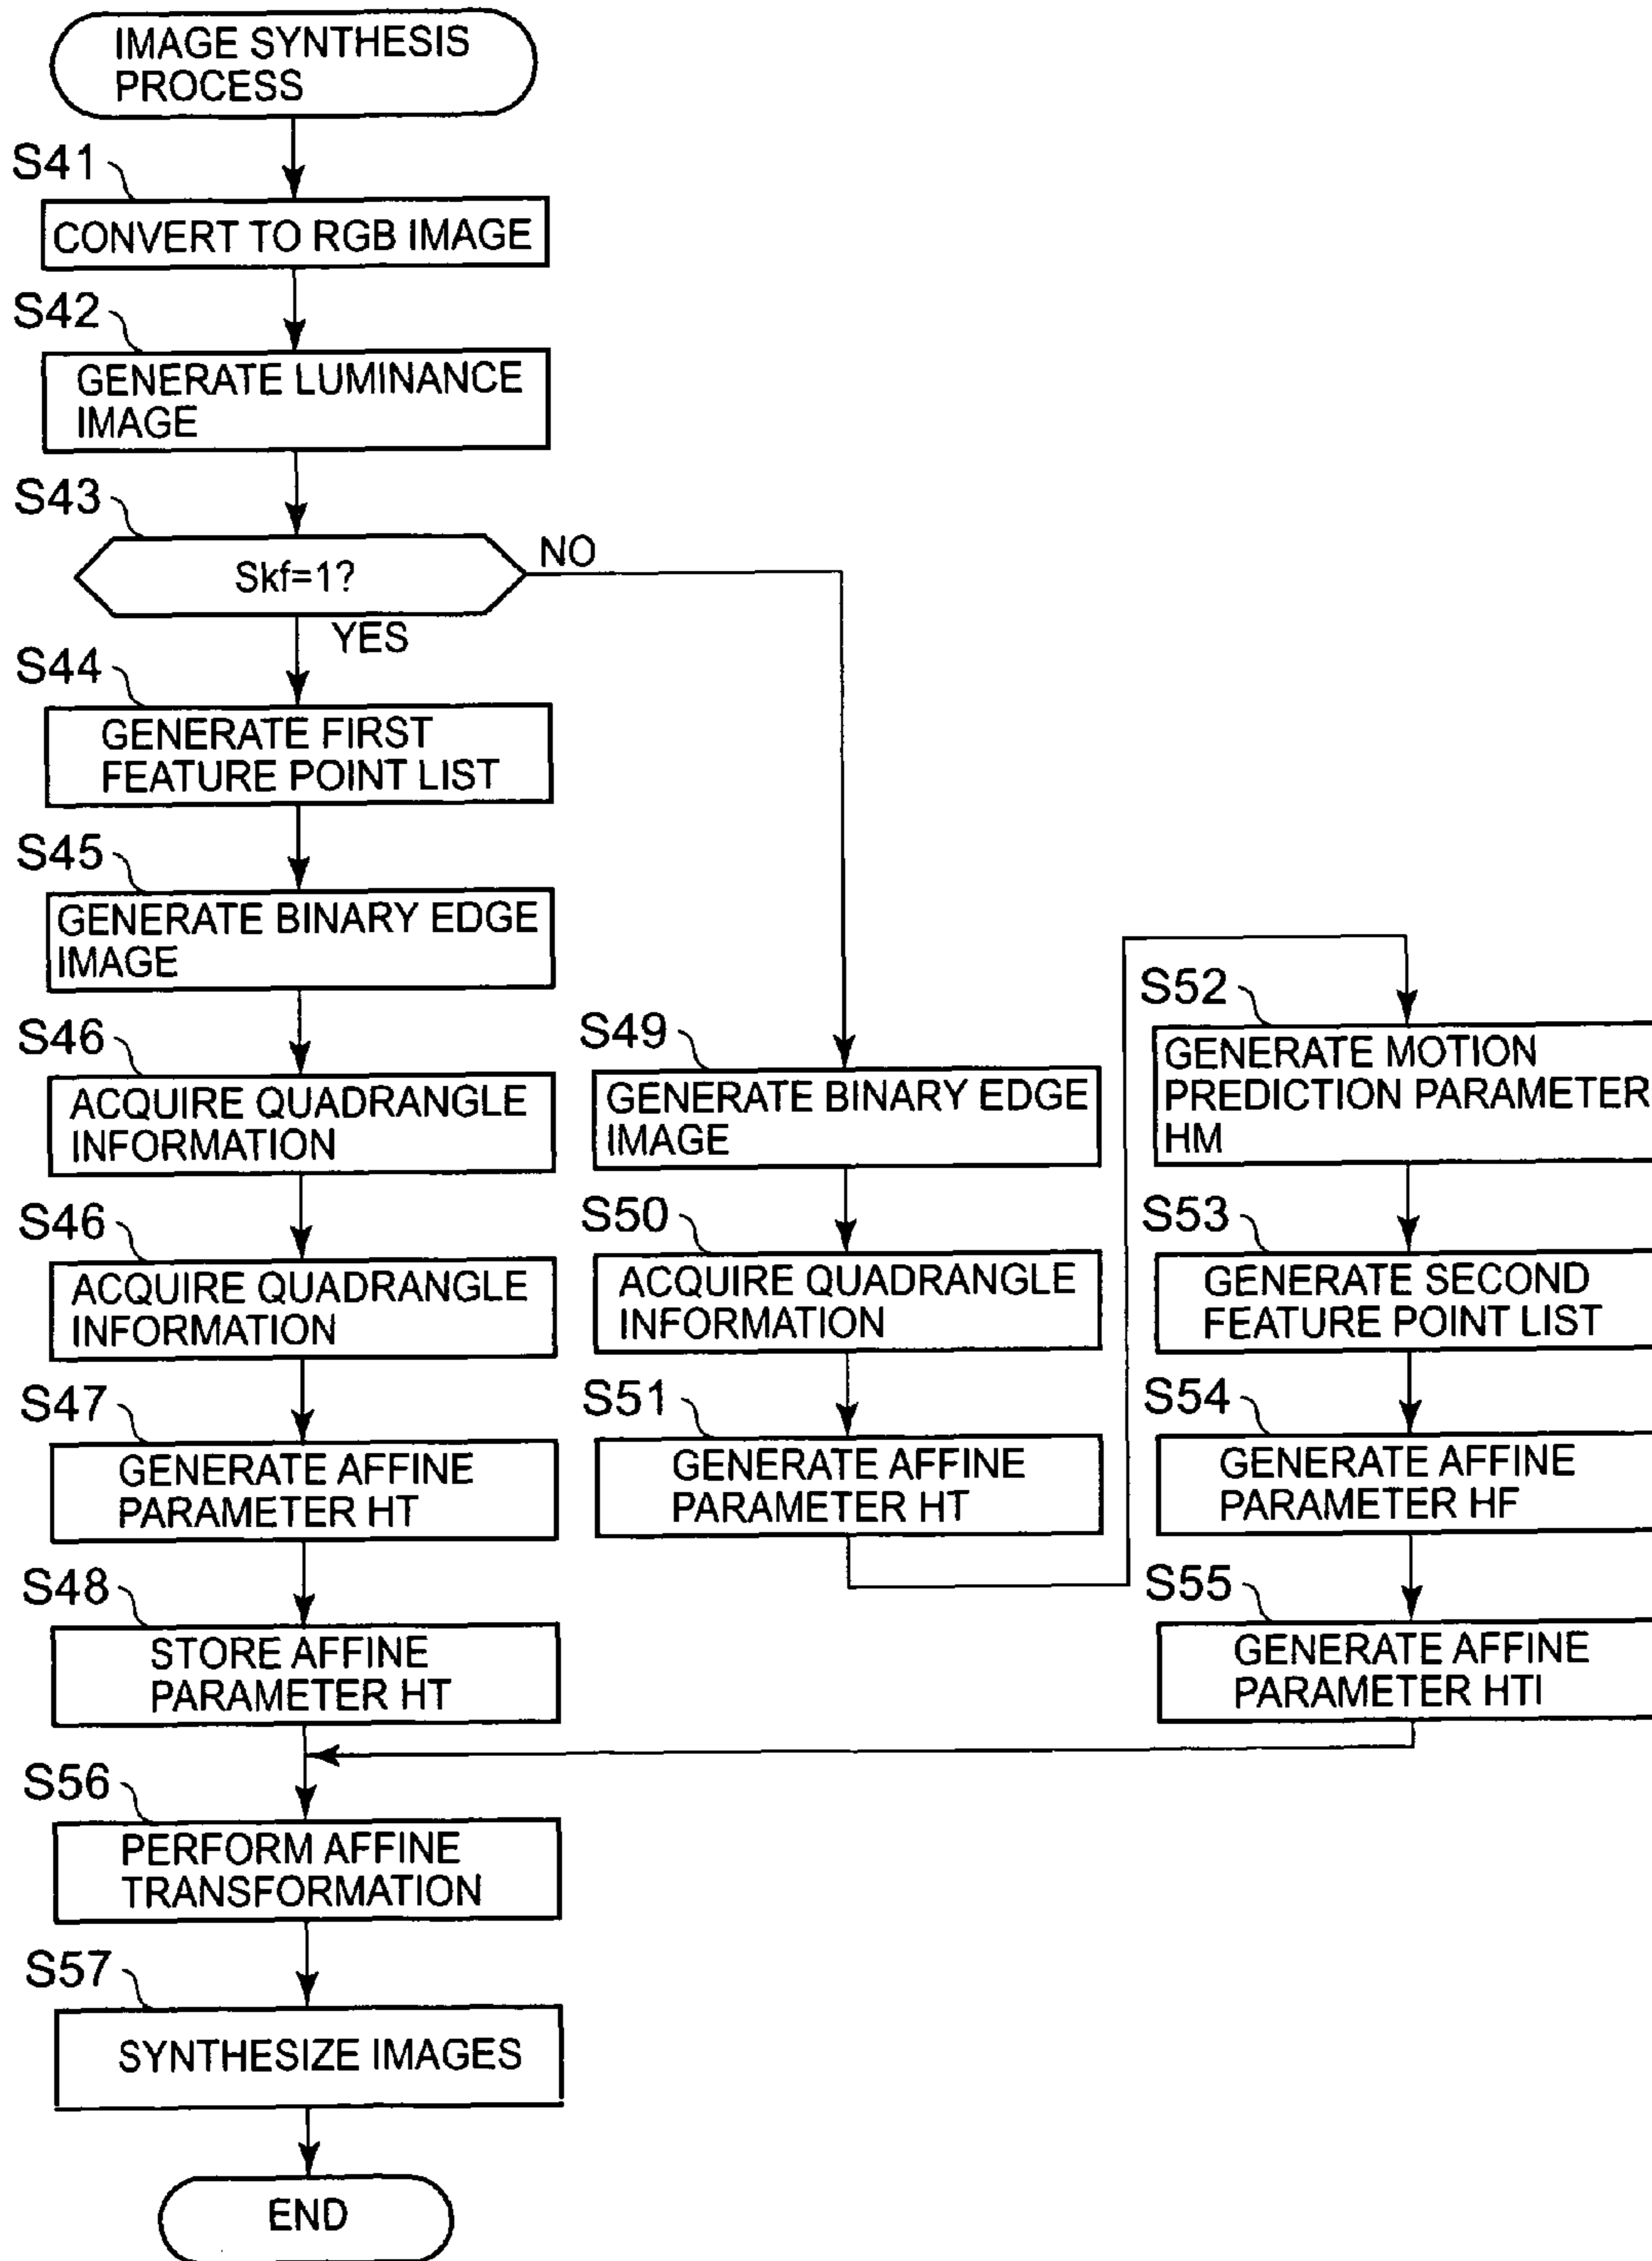 IMAGE SYNTHESIS
PROCESS
S41
CONVERT TO RGB IMAGE
S42
GENERATE LUMINANCE
IMAGE
S43
Skf=1?
NO
YES
S44
GENERATE FIRST
FEATURE POINT LIST
S45
GENERATE BINARY EDGE
IMAGE
S46
ACQUIRE QUADRANGLE
INFORMATION
S46
ACQUIRE QUADRANGLE
INFORMATION
S47
GENERATE AFFINE
PARAMETER HT
S48
STORE AFFINE
PARAMETER HT
S49
GENERATE BINARY EDGE
IMAGE
S50
ACQUIRE QUADRANGLE
INFORMATION
S51
GENERATE AFFINE
PARAMETER HT
S52
GENERATE MOTION
PREDICTION PARAMETER
HM
S53
GENERATE SECOND
FEATURE POINT LIST
S54
GENERATE AFFINE
PARAMETER HF
S55
GENERATE AFFINE
PARAMETER HTI
S56
PERFORM AFFINE
TRANSFORMATION
S57
SYNTHESIZE IMAGES
END